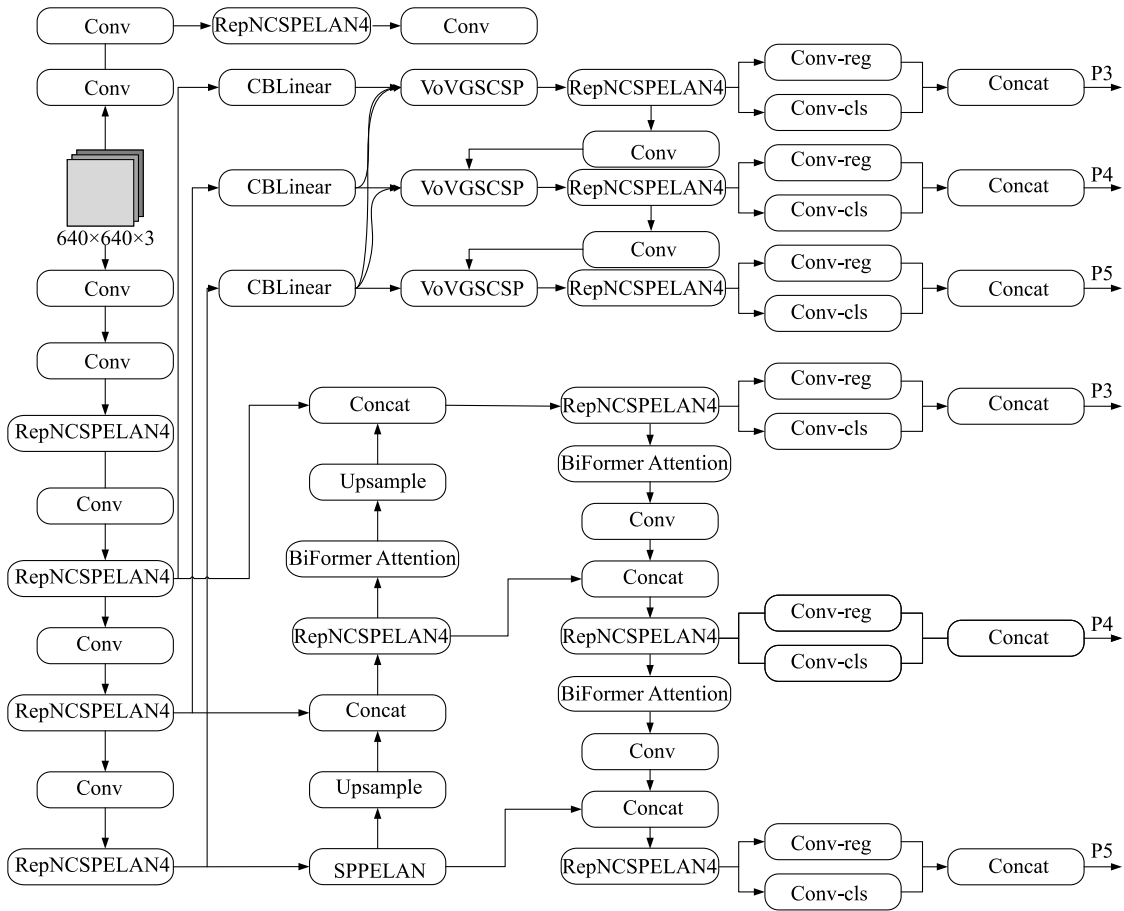 Conv RepNCSPELAN4 Conv
Conv CBLinear VoVGSCSP RepNCSPELAN4 Conv-reg Conv-cls Concat P3
640×640×3
Conv
CBLinear VoVGSCSP RepNCSPELAN4 Conv-reg Conv-cls Concat P4
Conv
CBLinear VoVGSCSP RepNCSPELAN4 Conv-reg Conv-cls Concat P5
Conv
Conv
RepNCSPELAN4
Conv
RepNCSPELAN4
Conv
RepNCSPELAN4
Conv
RepNCSPELAN4
Concat
Upsample
BiFormer Attention
RepNCSPELAN4
Concat
Upsample
SPPELAN
RepNCSPELAN4 Conv-reg Conv-cls Concat P3
BiFormer Attention
Conv
Concat
RepNCSPELAN4 Conv-reg Conv-cls Concat P4
BiFormer Attention
Conv
Concat
RepNCSPELAN4 Conv-reg Conv-cls Concat P5